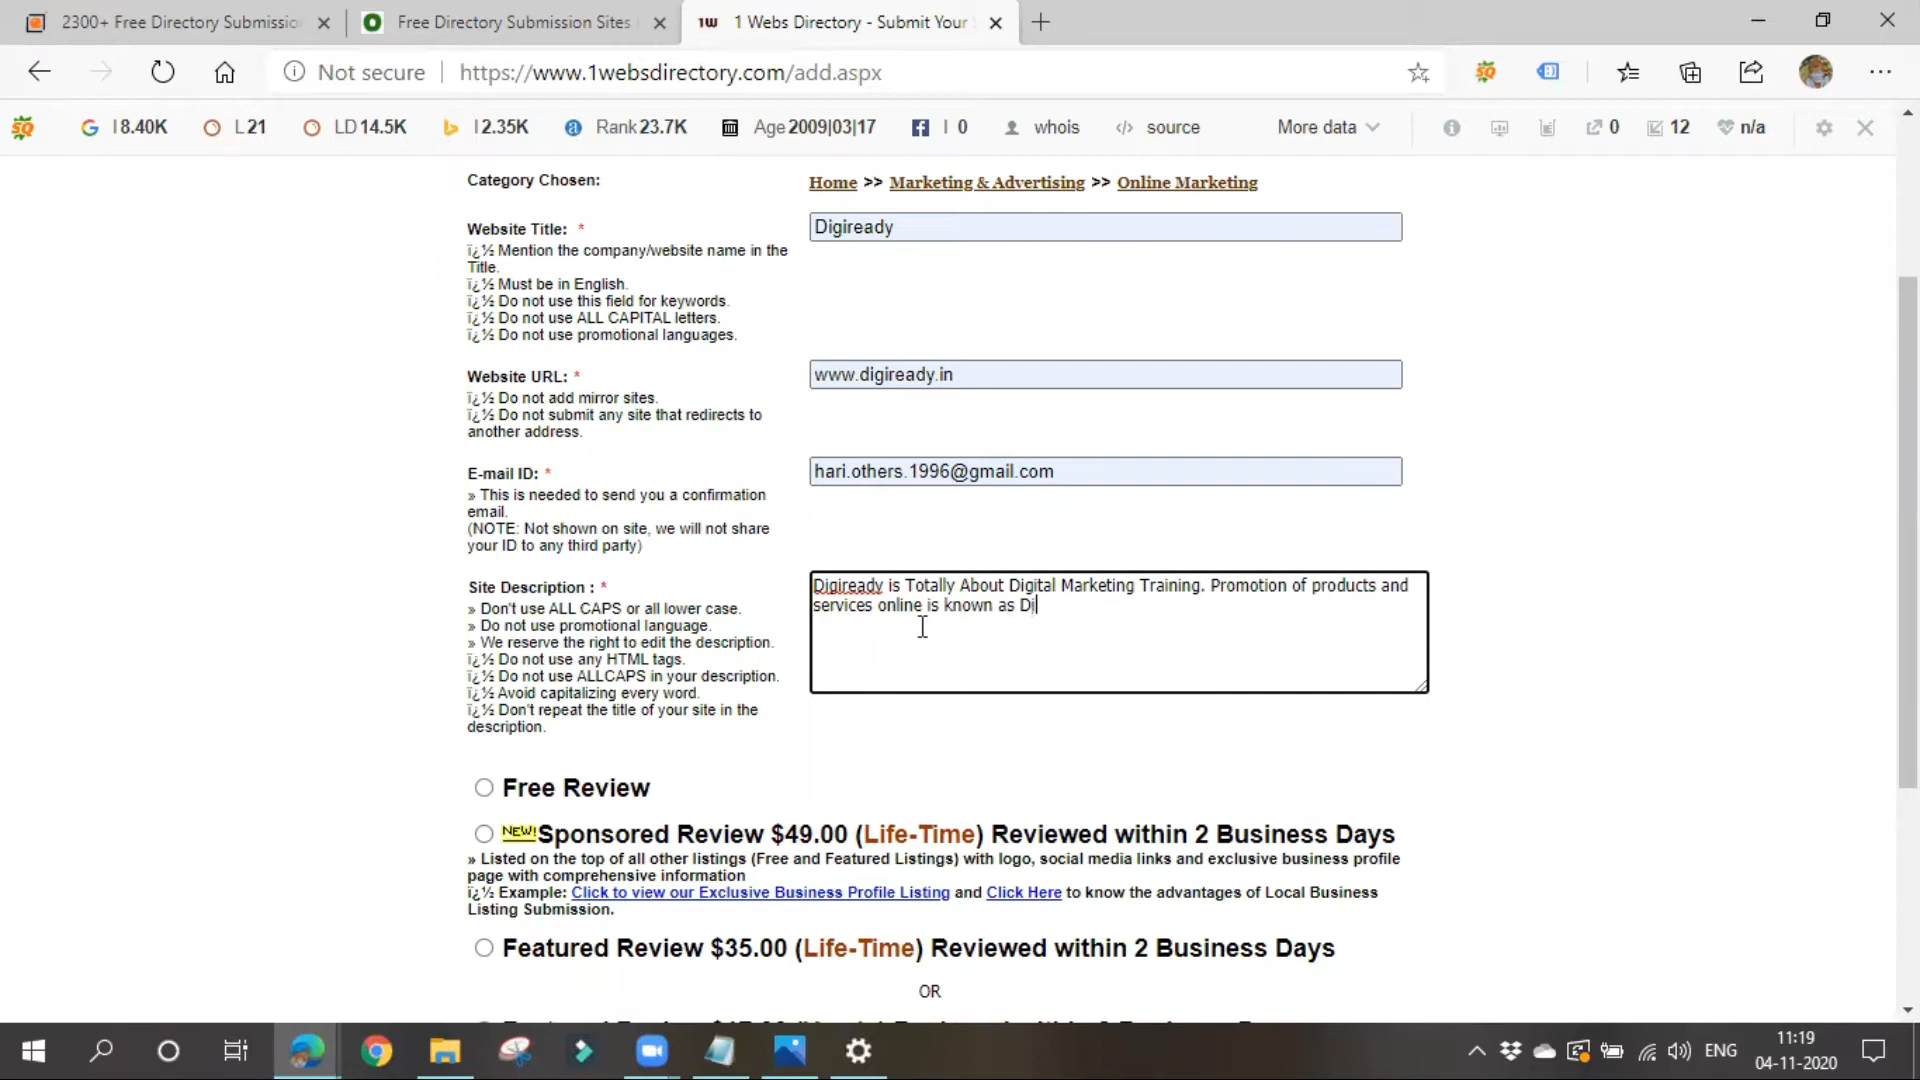 2300+ Free Directory Submissio
Free Directory Submission Sites
1W 1 Webs Directory - Submit Your
Not secure https://www.1websdirectory.com/add.aspx
SQ I 8.40K L 21 LD 14.5K I 2.35K Rank 23.7K Age 2009|03|17 I 0 whois source More data 0 12 n/a
Category Chosen:
Home >> Marketing & Advertising >> Online Marketing
Website Title: *
Digiready
ï¿½ Mention the company/website name in the
Title.
ï¿½ Must be in English.
ï¿½ Do not use this field for keywords.
ï¿½ Do not use ALL CAPITAL letters.
ï¿½ Do not use promotional languages.
Website URL: *
www.digiready.in
ï¿½ Do not add mirror sites.
ï¿½ Do not submit any site that redirects to
another address.
E-mail ID: *
hari.others.1996@gmail.com
» This is needed to send you a confirmation
email.
(NOTE: Not shown on site, we will not share
your ID to any third party)
Site Description : *
Digiready is Totally About Digital Marketing Training. Promotion of products and
services online is known as Di
» Don't use ALL CAPS or all lower case.
» Do not use promotional language.
» We reserve the right to edit the description.
ï¿½ Do not use any HTML tags.
ï¿½ Do not use ALLCAPS in your description.
ï¿½ Avoid capitalizing every word.
ï¿½ Don't repeat the title of your site in the
description.
Free Review
NEW! Sponsored Review $49.00 (Life-Time) Reviewed within 2 Business Days
» Listed on the top of all other listings (Free and Featured Listings) with logo, social media links and exclusive business profile
page with comprehensive information
ï¿½ Example: Click to view our Exclusive Business Profile Listing and Click Here to know the advantages of Local Business
Listing Submission.
Featured Review $35.00 (Life-Time) Reviewed within 2 Business Days
OR
ENG
11:19
04-11-2020